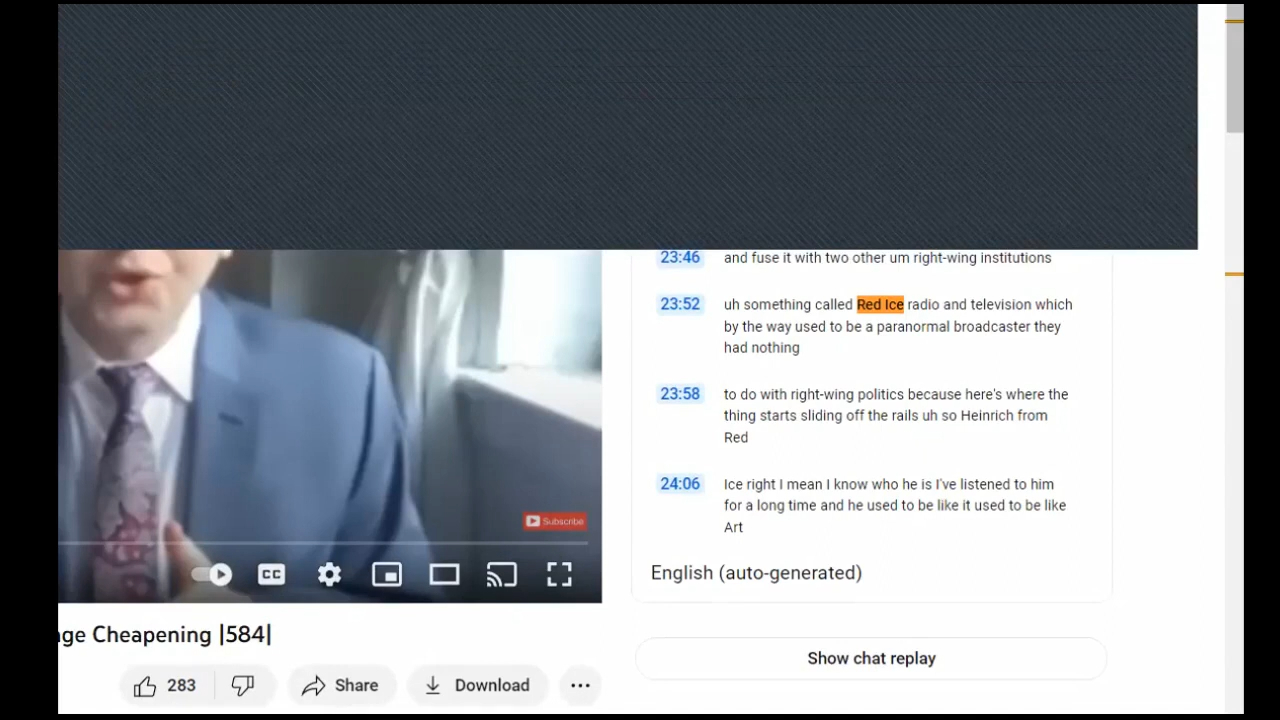 23:46 and fuse it with two other um right-wing institutions
23:52 uh something called Red Ice radio and television which
by the way used to be a paranormal broadcaster they
had nothing
23:58 to do with right-wing politics because here's where the
thing starts sliding off the rails uh so Heinrich from
Red
24:06 Ice right I mean I know who he is I've listened to him
for a long time and he used to be like it used to be like
Art
English (auto-generated)
Subscribe
CC
ge Cheapening |584|
Show chat replay
283 Share Download